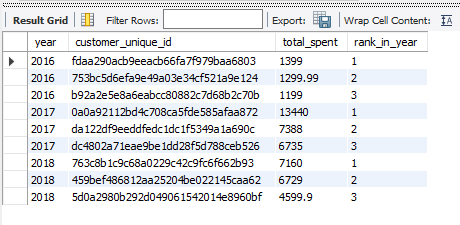 Result Grid Filter Rows: Export: Wrap Cell Content:
year customer_unique_id total_spent rank_in_year
2016 fdaa290acb9eeacb66fa7f979baa6803 1399 1
2016 753bc5d6efa9e49a03e34cf521a9e124 1299.99 2
2016 b92a2e5e8a6eabcc80882c7d68b2c70b 1199 3
2017 0a0a92112bd4c708ca5fde585afaa872 13440 1
2017 da122df9eeddfedc1dc1f5349a1a690c 7388 2
2017 dc4802a71eae9be1dd28f5d788ceb526 6735 3
2018 763c8b1c9c68a0229c42c9fc6f662b93 7160 1
2018 459bef486812aa25204be022145caa62 6729 2
2018 5d0a2980b292d049061542014e8960bf 4599.9 3